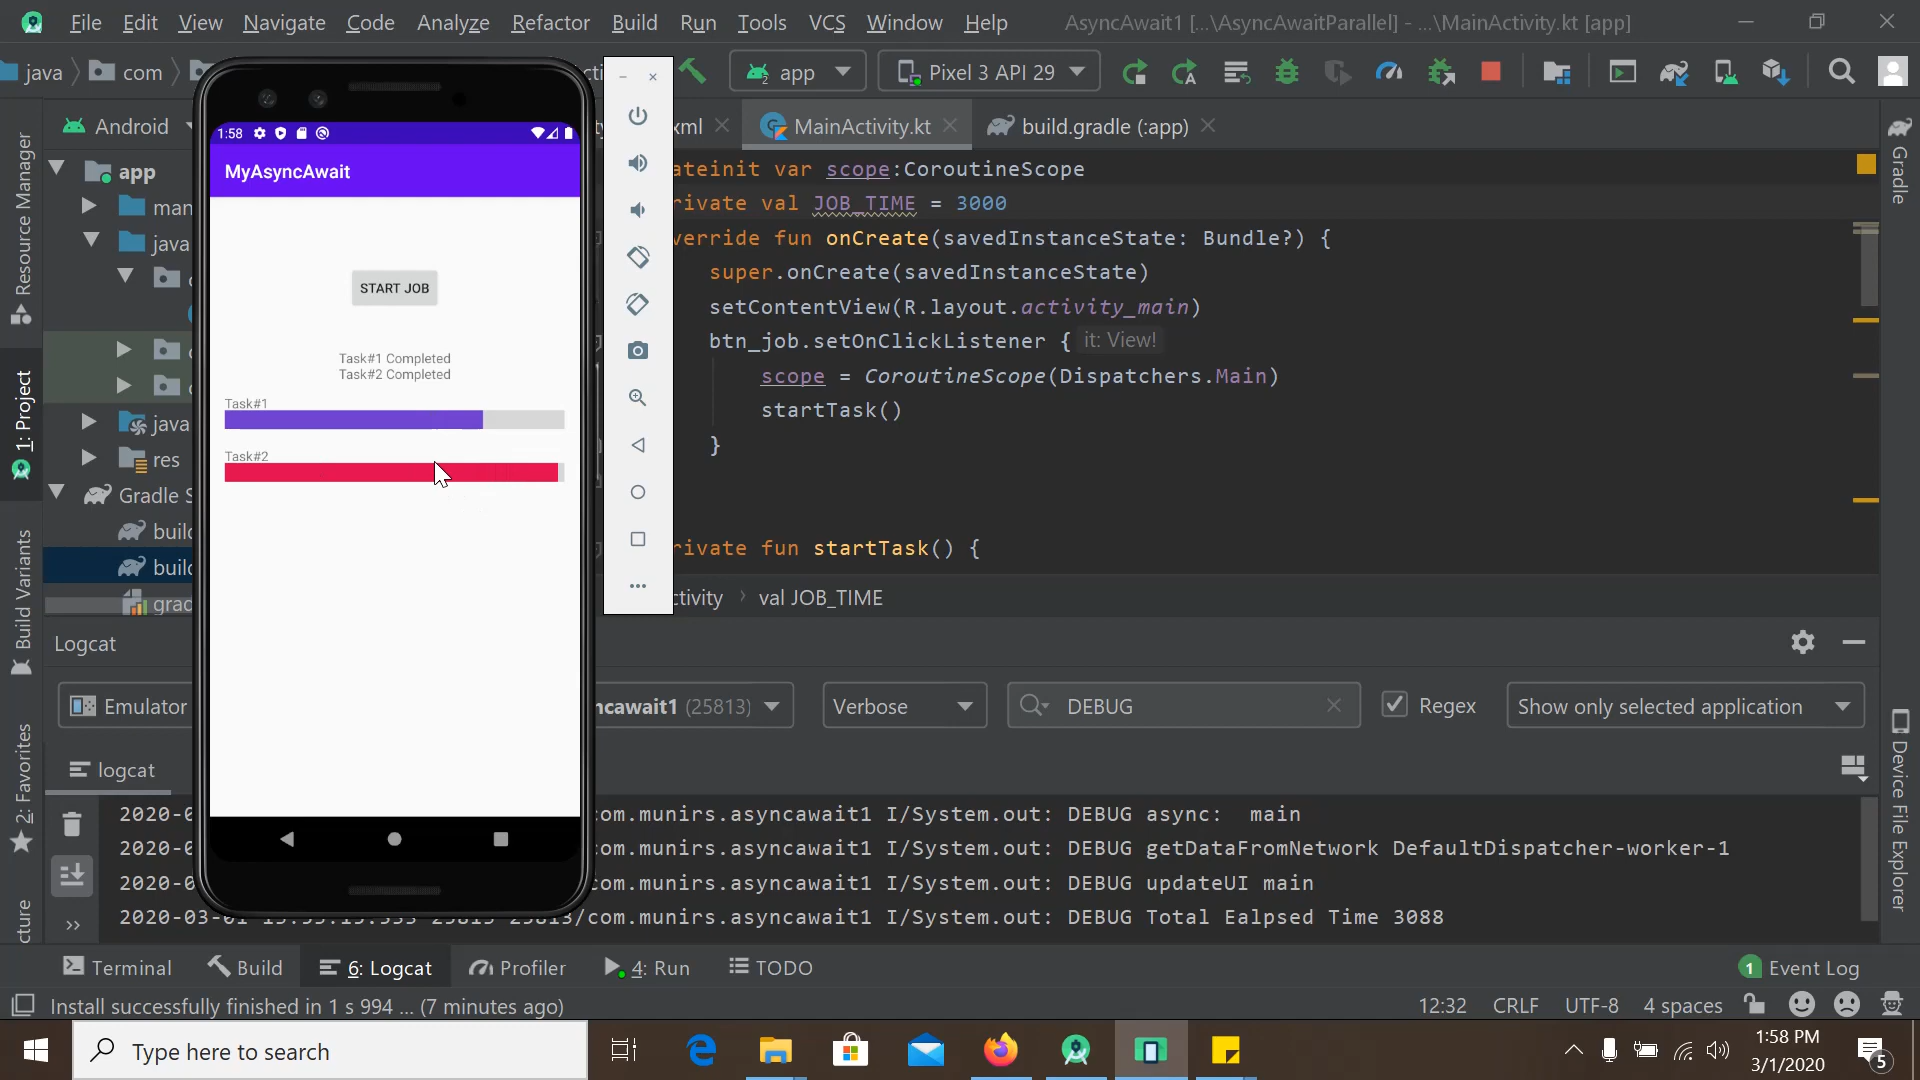 File Edit View Navigate Code Analyze Refactor Build Run Tools VCS Window Help AsyncAwait1 [...\AsyncAwaitParallel] - ...\MainActivity.kt [app]
java com app Pixel 3 API 29
Android xml MainActivity.kt build.gradle (:app)
app
man
java
java
res
Gradle S
build
build
grad
Resource Manager
1: Project
Build Variants
2: Favorites
cture
Gradle
Device File Explorer
1:58
MyAsyncAwait
START JOB
Task#1 Completed
Task#2 Completed
Task#1
Task#2
ateinit var scope:CoroutineScope
rivate val JOB_TIME = 3000
verride fun onCreate(savedInstanceState: Bundle?) {
super.onCreate(savedInstanceState)
setContentView(R.layout.activity_main)
btn_job.setOnClickListener { it: View!
scope = CoroutineScope(Dispatchers.Main)
startTask()
}
rivate fun startTask() {
ctivity val JOB_TIME
Logcat
Emulator ncawait1 (25813) Verbose DEBUG Regex Show only selected application
logcat
2020-0 com.munirs.asyncawait1 I/System.out: DEBUG async: main
2020-0 com.munirs.asyncawait1 I/System.out: DEBUG getDataFromNetwork DefaultDispatcher-worker-1
2020-0 com.munirs.asyncawait1 I/System.out: DEBUG updateUI main
2020-03-01 /com.munirs.asyncawait1 I/System.out: DEBUG Total Ealpsed Time 3088
Terminal Build 6: Logcat Profiler 4: Run TODO 1 Event Log
Install successfully finished in 1 s 994 ... (7 minutes ago) 12:32 CRLF UTF-8 4 spaces
Type here to search
1:58 PM
3/1/2020
5